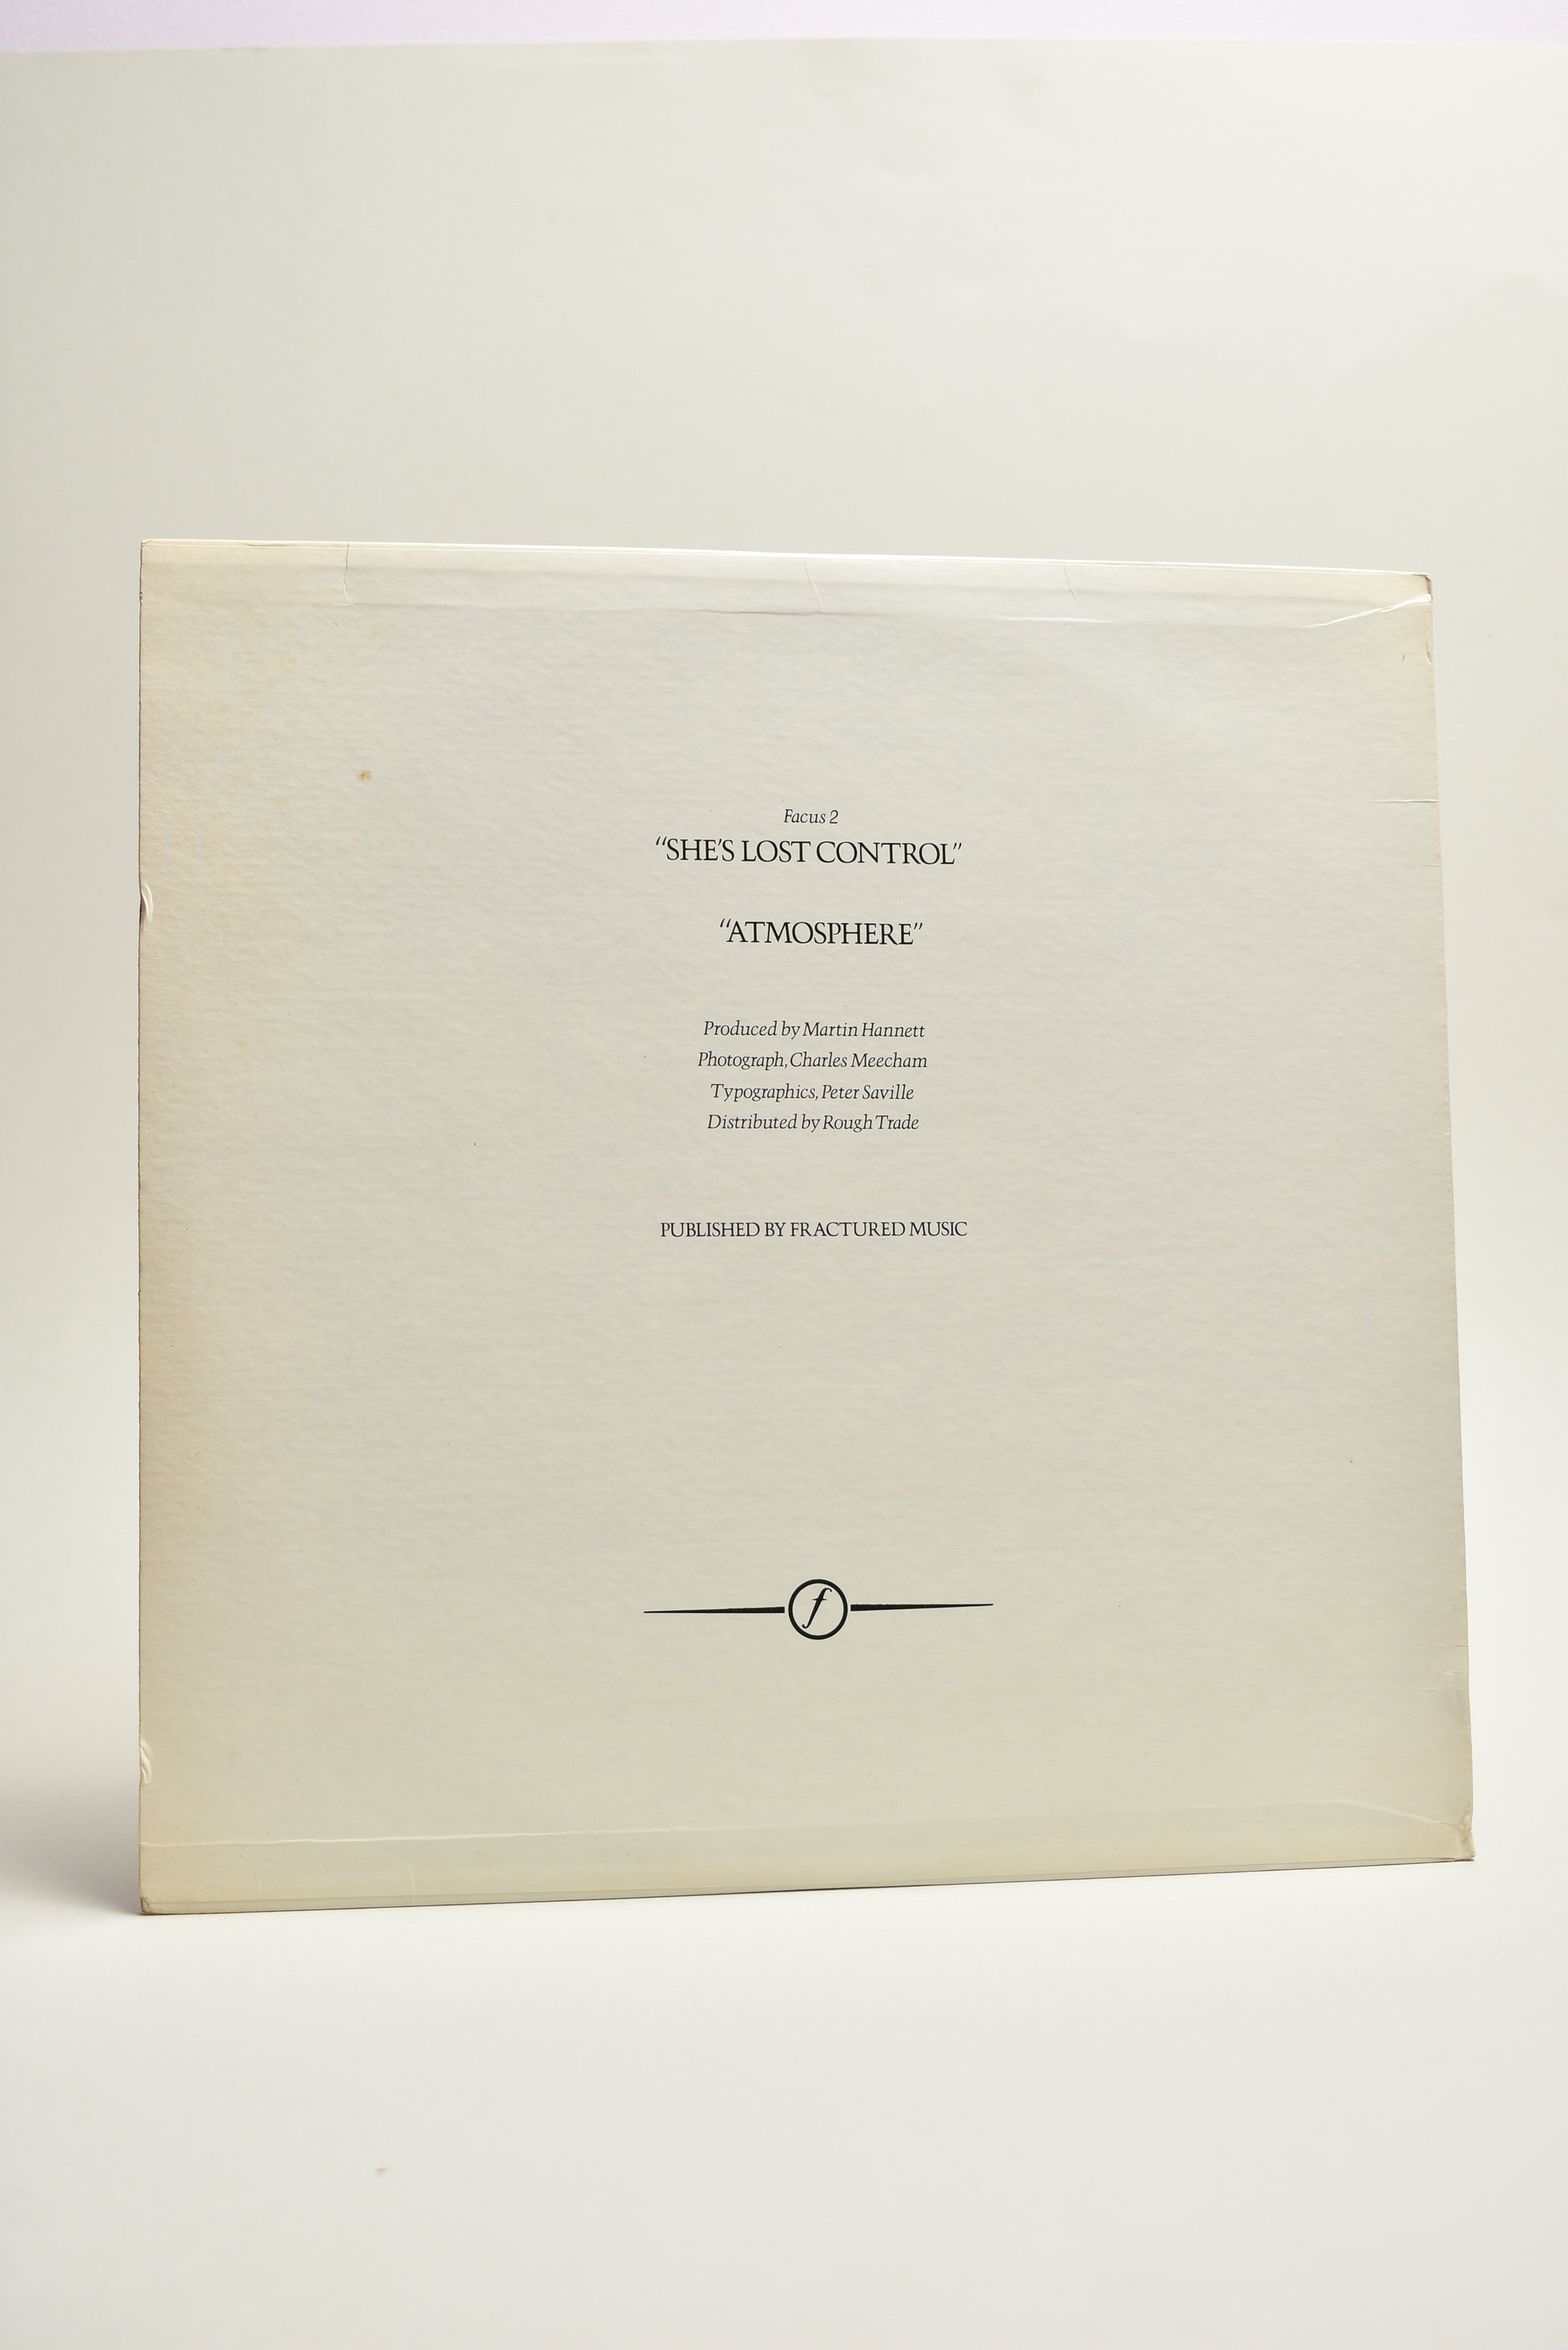 Facus 2
“SHE'S LOST CONTROL”
“ATMOSPHERE”
Produced by Martin Hannett
Photograph, Charles Meecham
Typographics, Peter Saville
Distributed by Rough Trade
PUBLISHED BY FRACTURED MUSIC
f